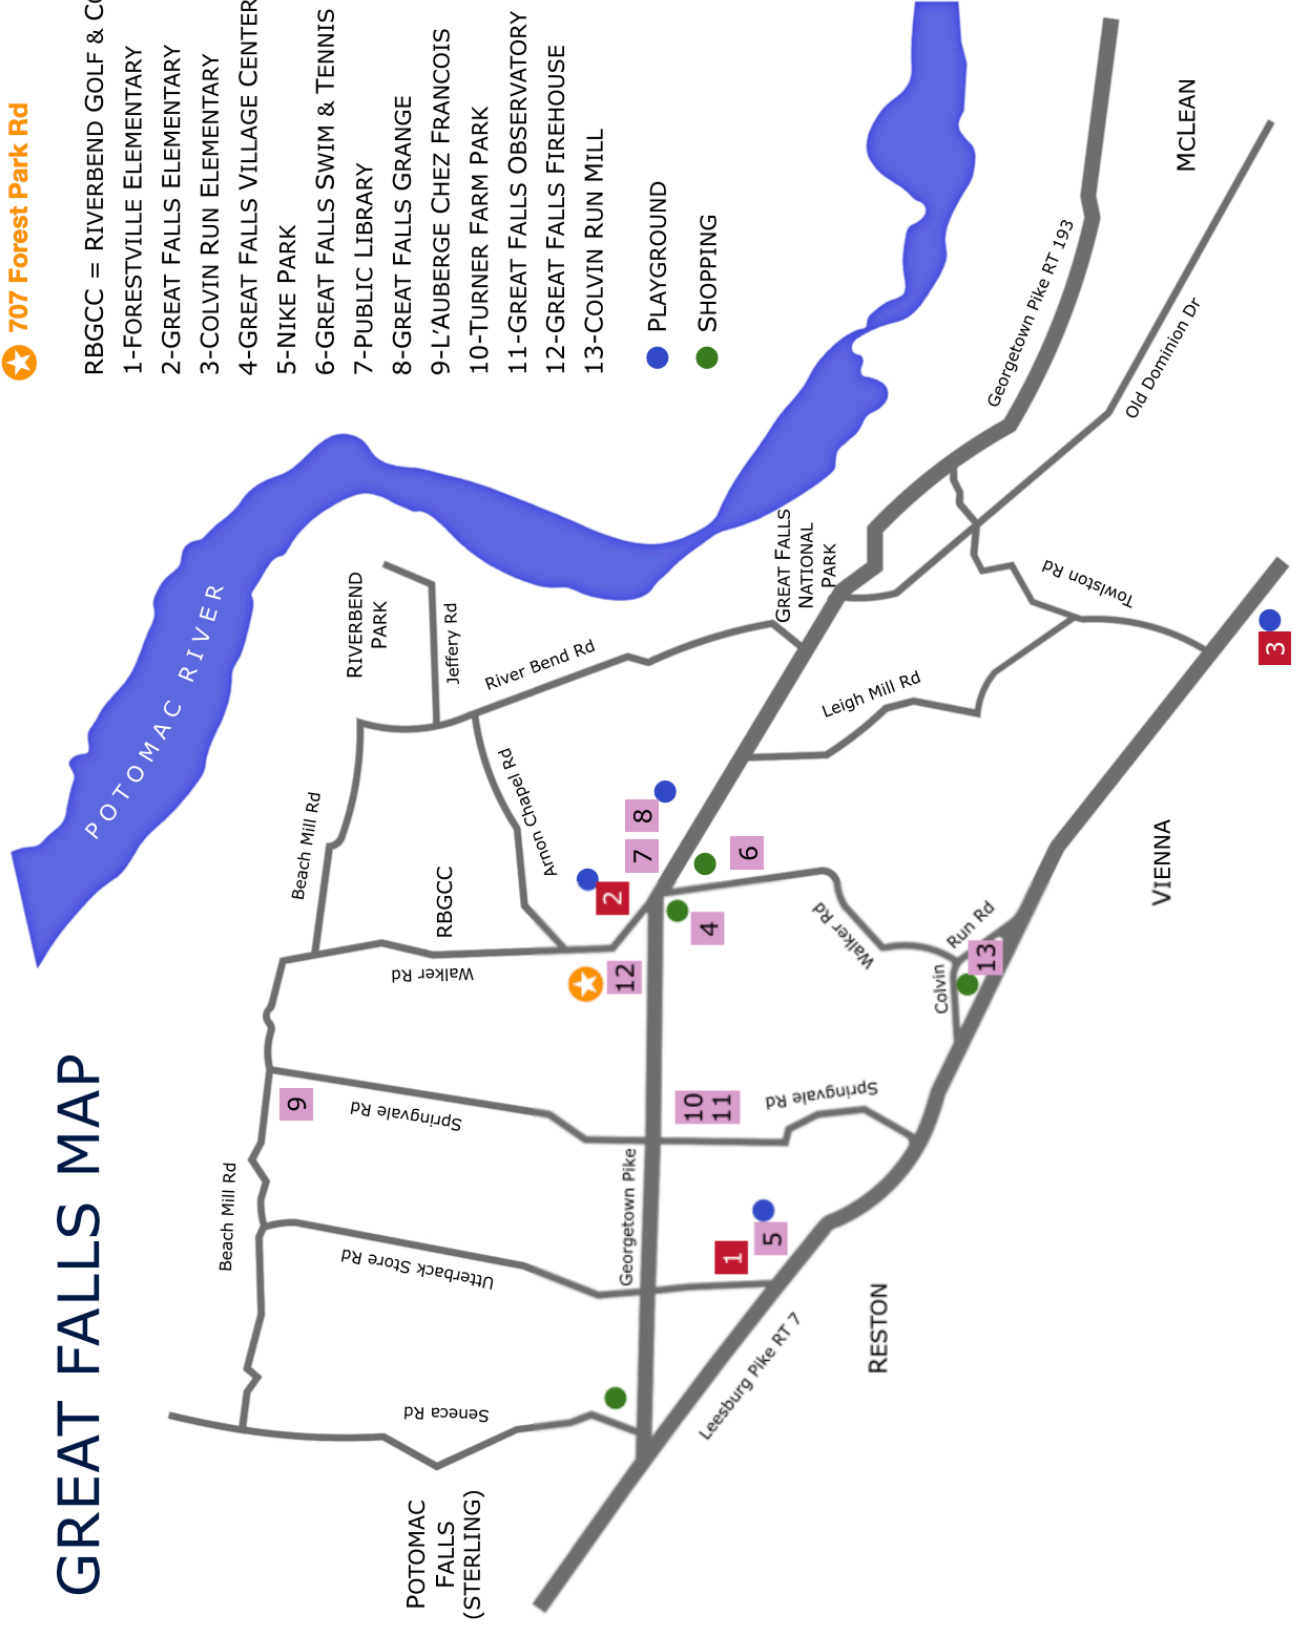 GREAT FALLS MAP
707 Forest Park Rd
RBGCC = RIVERBEND GOLF & CO
1-FORESTVILLE ELEMENTARY
2-GREAT FALLS ELEMENTARY
3-COLVIN RUN ELEMENTARY
4-GREAT FALLS VILLAGE CENTER
5-NIKE PARK
6-GREAT FALLS SWIM & TENNIS
7-PUBLIC LIBRARY
8-GREAT FALLS GRANGE
9-L'AUBERGE CHEZ FRANCOIS
10-TURNER FARM PARK
11-GREAT FALLS OBSERVATORY
12-GREAT FALLS FIREHOUSE
13-COLVIN RUN MILL
PLAYGROUND
SHOPPING
POTOMAC RIVER
RIVERBEND
PARK
Jeffery Rd
River Bend Rd
Beach Mill Rd
Arnon Chapel Rd
RBGCC
Walker Rd
Beach Mill Rd
9
Springvale Rd
Utterback Store Rd
Seneca Rd
POTOMAC
FALLS
(STERLING)
GREAT FALLS
NATIONAL
PARK
Georgetown Pike RT 193
MCLEAN
Old Dominion Dr
Towlston Rd
Leigh Mill Rd
8
7
2
12
6
4
Walker Rd
Georgetown Pike
10
11
Springvale Rd
Colvin
Run Rd
13
1
5
Leesburg Pike RT 7
RESTON
VIENNA
3